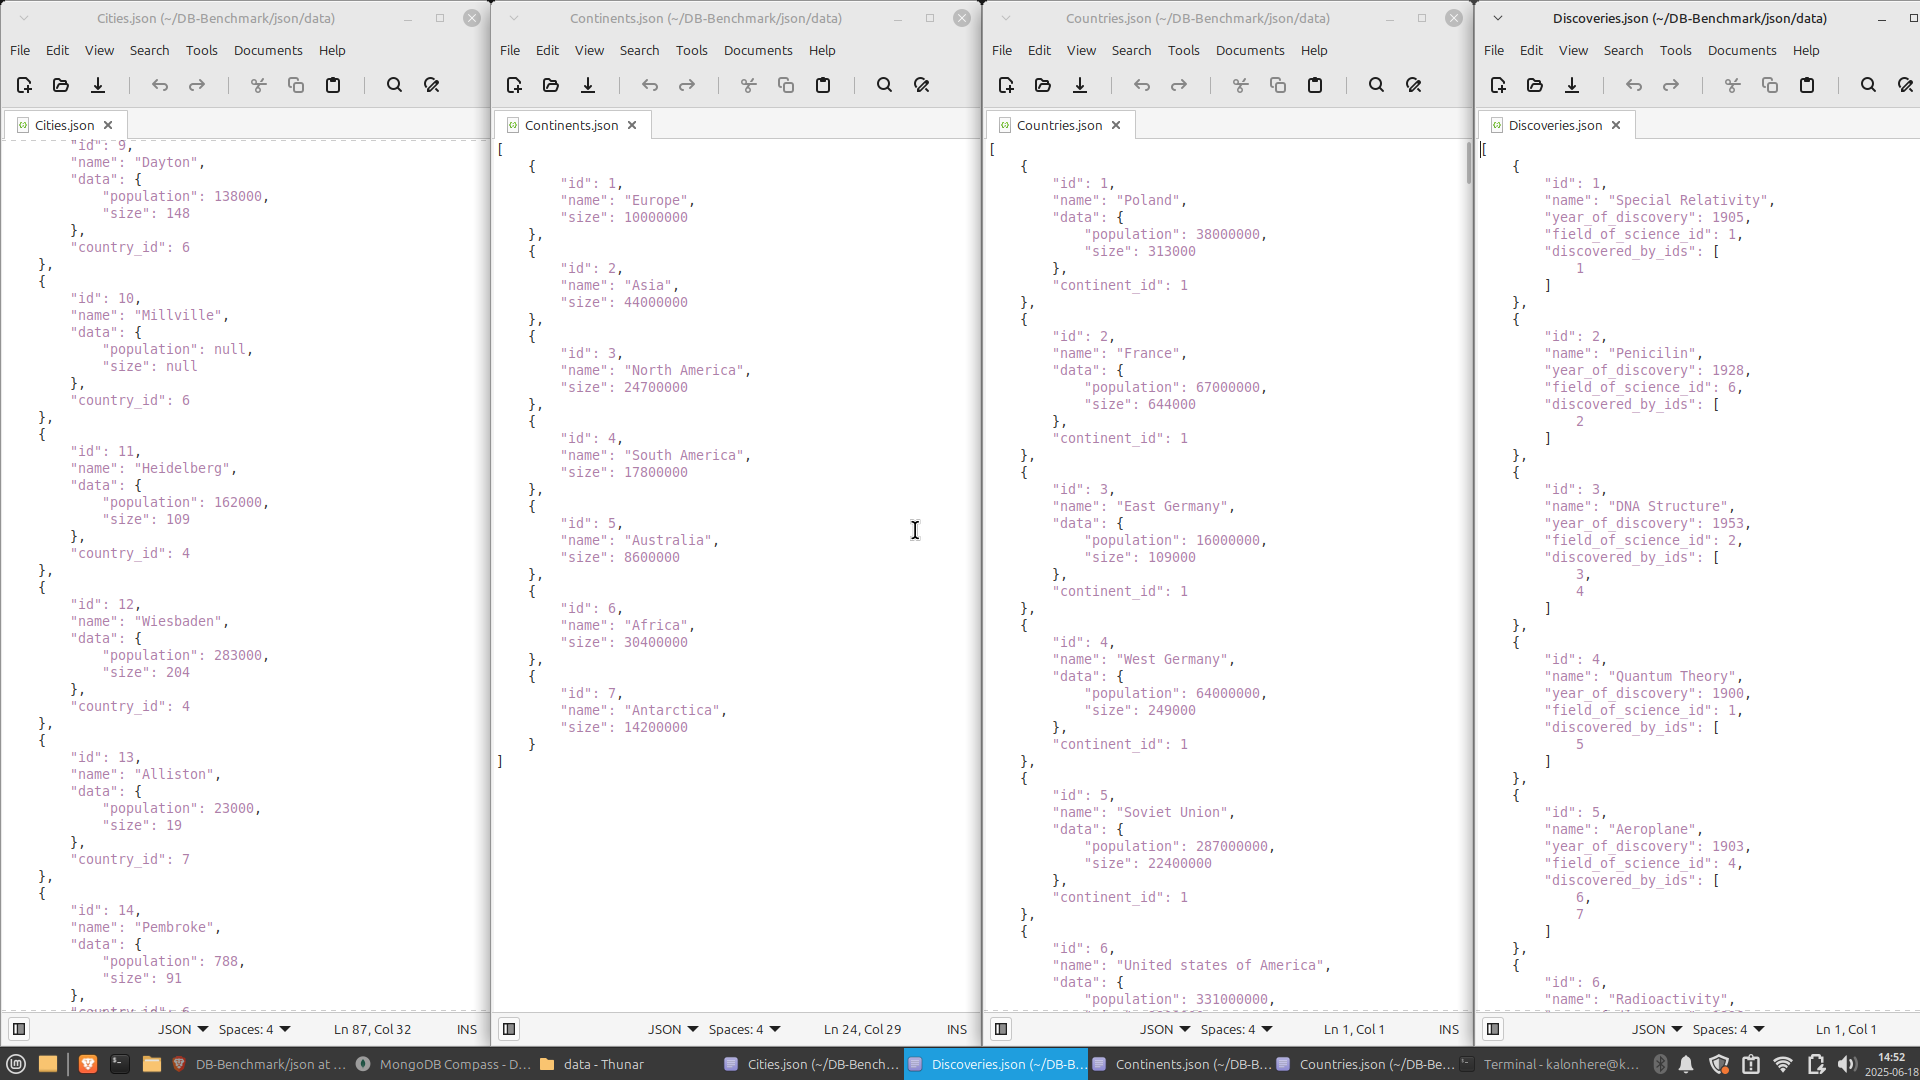 Cities.json (~/DB-Benchmark/json/data)
File Edit View Search Tools Documents Help
Cities.json
"id": 9,
"name": "Dayton",
"data": {
"population": 138000,
"size": 148
},
"country_id": 6
},
{
"id": 10,
"name": "Millville",
"data": {
"population": null,
"size": null
},
"country_id": 6
},
{
"id": 11,
"name": "Heidelberg",
"data": {
"population": 162000,
"size": 109
},
"country_id": 4
},
{
"id": 12,
"name": "Wiesbaden",
"data": {
"population": 283000,
"size": 204
},
"country_id": 4
},
{
"id": 13,
"name": "Alliston",
"data": {
"population": 23000,
"size": 19
},
"country_id": 7
},
{
"id": 14,
"name": "Pembroke",
"data": {
"population": 788,
"size": 91
},
"country_id": 6
JSON Spaces: 4 Ln 87, Col 32 INS
Continents.json (~/DB-Benchmark/json/data)
File Edit View Search Tools Documents Help
Continents.json
[
{
"id": 1,
"name": "Europe",
"size": 10000000
},
{
"id": 2,
"name": "Asia",
"size": 44000000
},
{
"id": 3,
"name": "North America",
"size": 24700000
},
{
"id": 4,
"name": "South America",
"size": 17800000
},
{
"id": 5,
"name": "Australia",
"size": 8600000
},
{
"id": 6,
"name": "Africa",
"size": 30400000
},
{
"id": 7,
"name": "Antarctica",
"size": 14200000
}
]
JSON Spaces: 4 Ln 24, Col 29 INS
Countries.json (~/DB-Benchmark/json/data)
File Edit View Search Tools Documents Help
Countries.json
[
{
"id": 1,
"name": "Poland",
"data": {
"population": 38000000,
"size": 313000
},
"continent_id": 1
},
{
"id": 2,
"name": "France",
"data": {
"population": 67000000,
"size": 644000
},
"continent_id": 1
},
{
"id": 3,
"name": "East Germany",
"data": {
"population": 16000000,
"size": 109000
},
"continent_id": 1
},
{
"id": 4,
"name": "West Germany",
"data": {
"population": 64000000,
"size": 249000
},
"continent_id": 1
},
{
"id": 5,
"name": "Soviet Union",
"data": {
"population": 287000000,
"size": 22400000
},
"continent_id": 1
},
{
"id": 6,
"name": "United states of America",
"data": {
"population": 331000000,
JSON Spaces: 4 Ln 1, Col 1 INS
Discoveries.json (~/DB-Benchmark/json/data)
File Edit View Search Tools Documents Help
Discoveries.json
[
{
"id": 1,
"name": "Special Relativity",
"year_of_discovery": 1905,
"field_of_science_id": 1,
"discovered_by_ids": [
1
]
},
{
"id": 2,
"name": "Penicilin",
"year_of_discovery": 1928,
"field_of_science_id": 6,
"discovered_by_ids": [
2
]
},
{
"id": 3,
"name": "DNA Structure",
"year_of_discovery": 1953,
"field_of_science_id": 2,
"discovered_by_ids": [
3,
4
]
},
{
"id": 4,
"name": "Quantum Theory",
"year_of_discovery": 1900,
"field_of_science_id": 1,
"discovered_by_ids": [
5
]
},
{
"id": 5,
"name": "Aeroplane",
"year_of_discovery": 1903,
"field_of_science_id": 4,
"discovered_by_ids": [
6,
7
]
},
{
"id": 6,
"name": "Radioactivity",
JSON Spaces: 4 Ln 1, Col 1
DB-Benchmark/json at ... MongoDB Compass - D... data - Thunar Cities.json (~/DB-Bench... Discoveries.json (~/DB-B... Continents.json (~/DB-B... Countries.json (~/DB-Be... Terminal - kalonhere@k... 14:52
2025-06-18